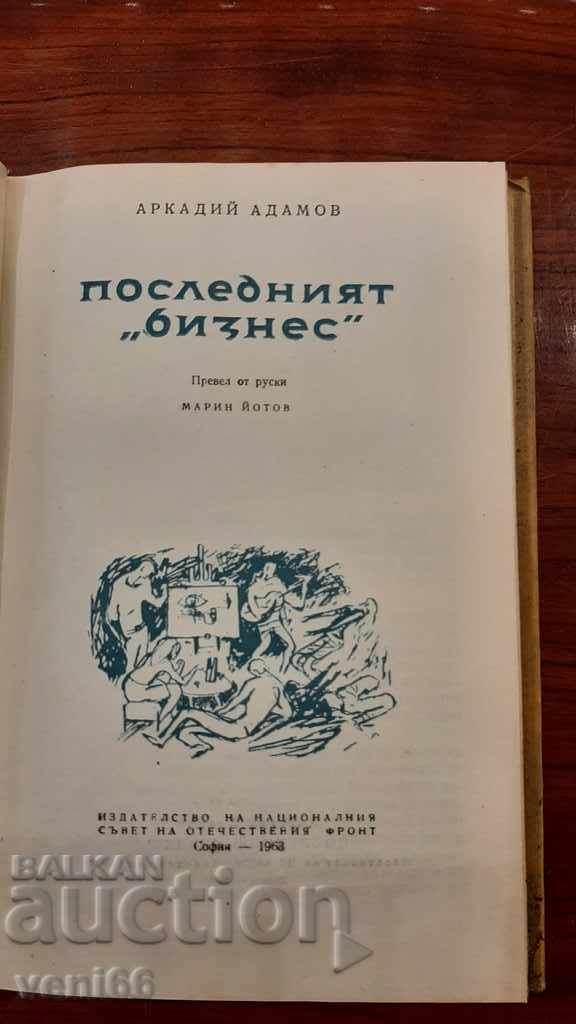 АРКАДИЙ АДАМОВ
последният
„бизнес“
Превел от руски
МАРИН ЙОТОВ
ИЗДАТЕЛСТВО НА НАЦИОНАЛНИЯ
СЪВЕТ НА ОТЕЧЕСТВЕНИЯ ФРОНТ
София — 1963
BALKAN
auction
veni66